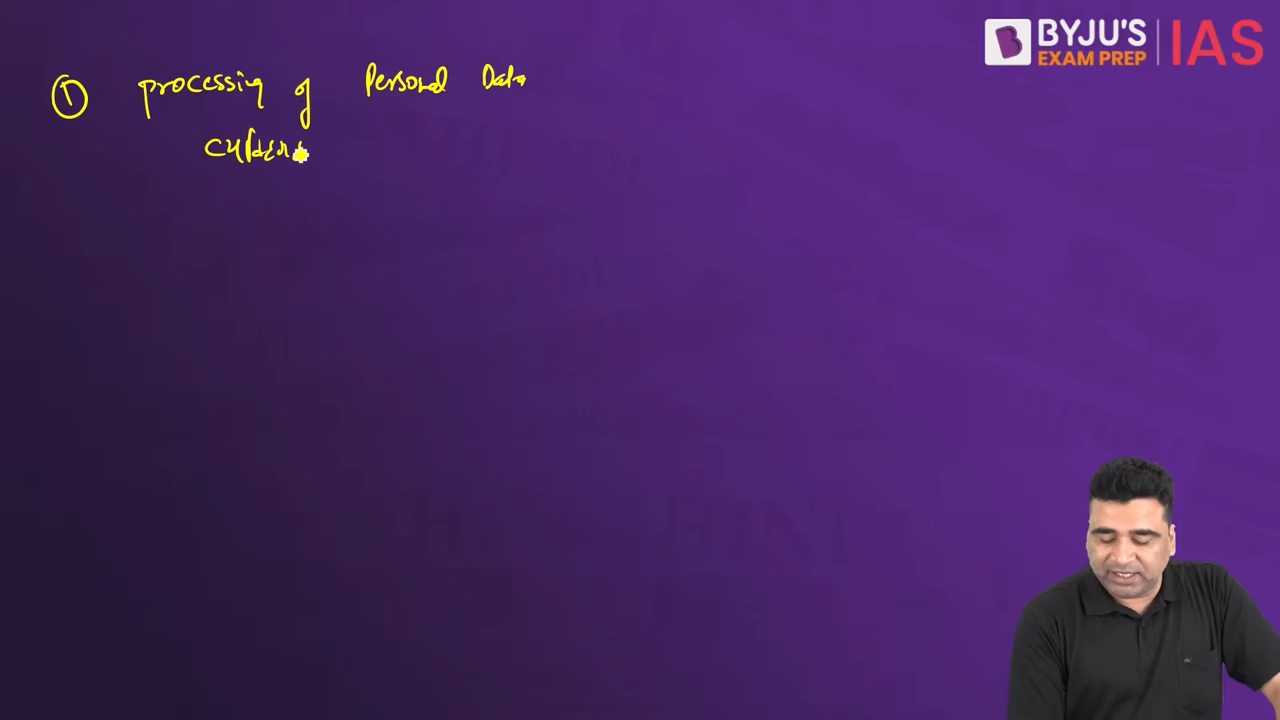 BYJU'S IAS
EXAM PREP
① processing of Personal Data